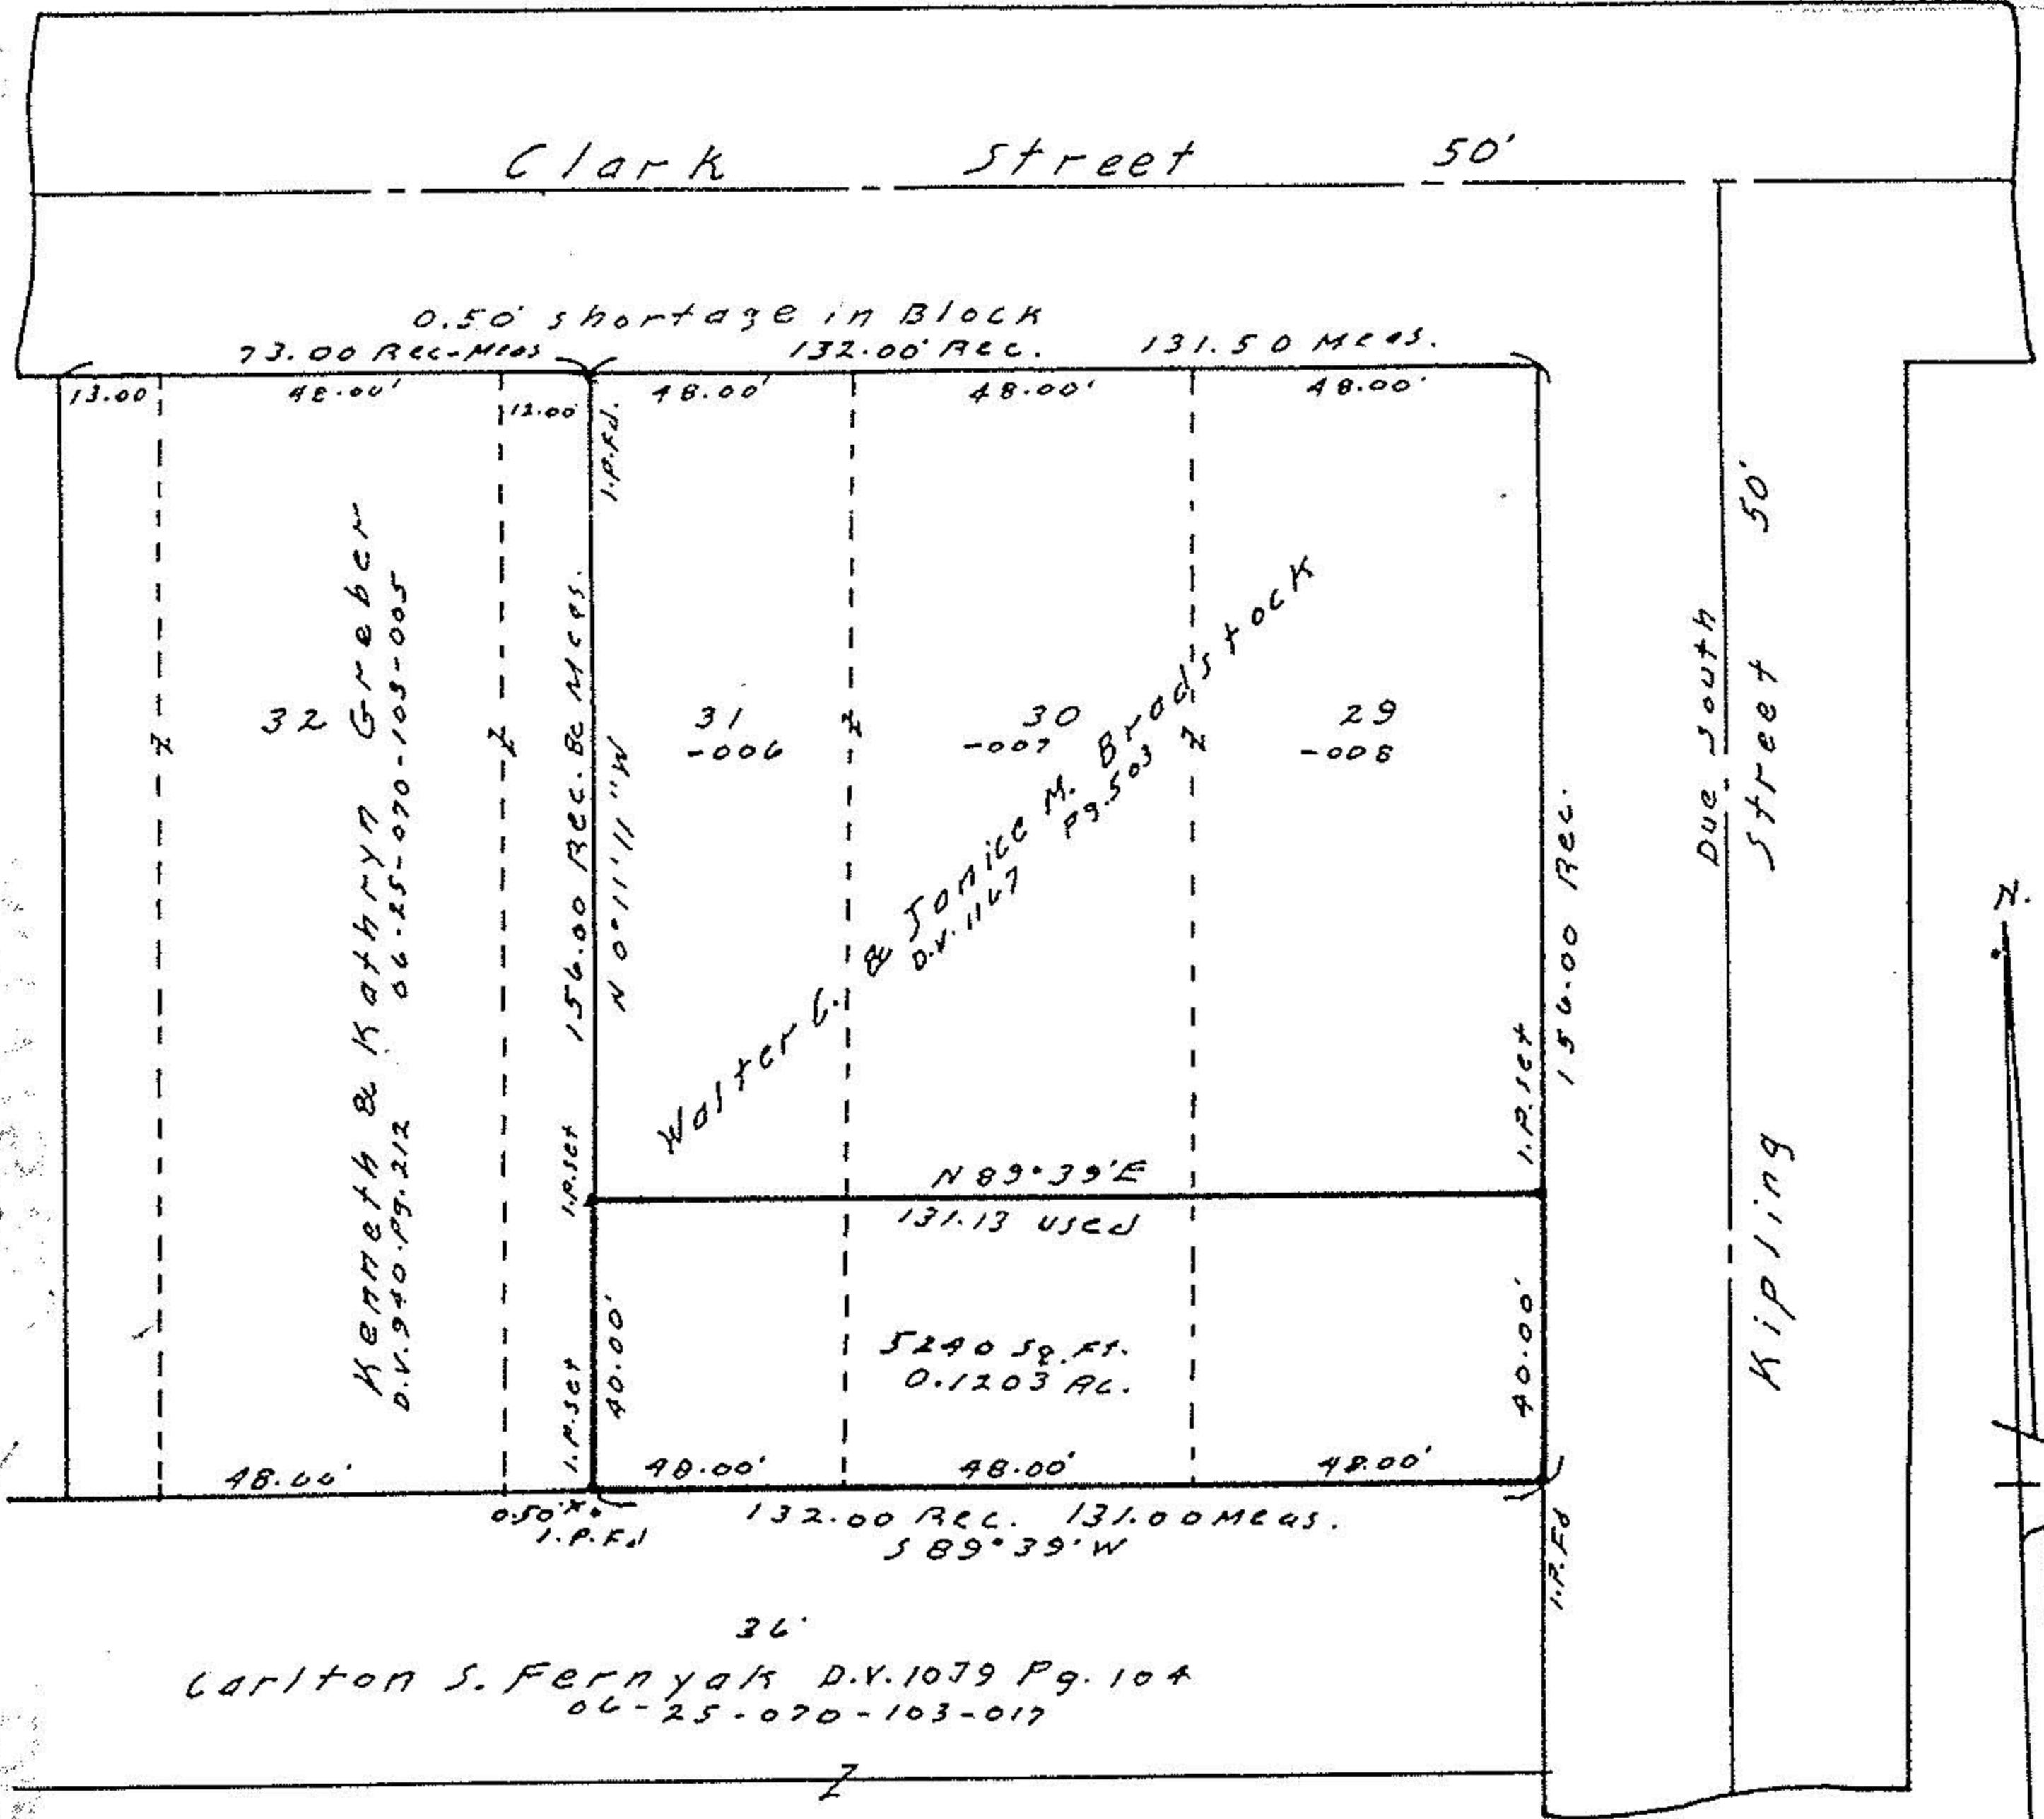 Clark Street 50'
0.50' shortage in Block
73.00 Rec-Meas
132.00' Rec. 131.50 Meas.
13.00
48.00'
12.00
48.00'
48.00'
48.00'
I.P.Fd.
156.00 Rec. & Meas.
N 0°11'11"W
32
Kenneth & Kathryn Greber
D.V. 940. Pg. 212 06-25-070-103-005
31
-006
30
-007
29
-008
Walter C. & Janice M. Bradstock
D.V. 1167 Pg. 503
156.00 Rec.
Due South
Kipling Street 50'
N.
I.P.set
I.P.set
N 89°39'E
131.13 used
40.00'
5240 Sq. Ft.
0.1203 Ac.
40.00'
I.P.set
48.00'
48.00'
48.00'
48.00'
0.50'
I.P.Fd
132.00 Rec. 131.00 Meas.
S 89°39'W
I.P.Fd
36
Carlton S. Fernyak D.V. 1079 Pg. 104
06-25-070-103-017